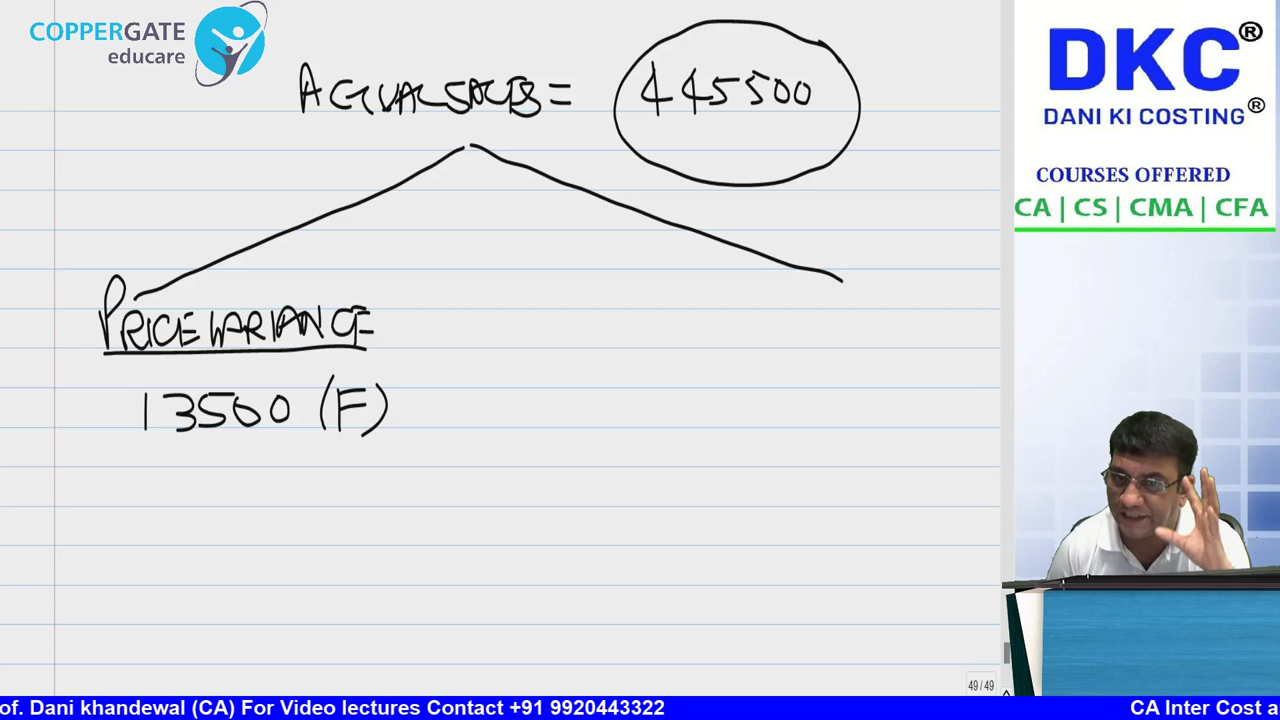 COPPERGATE
educare
ACTUAL SALES = 445500
PRICE VARIANCE
13500 (F)
DKC®
DANI KI COSTING®
COURSES OFFERED
CA | CS | CMA | CFA
49/49
of. Dani khandewal (CA) For Video lectures Contact +91 9920443322
CA Inter Cost a